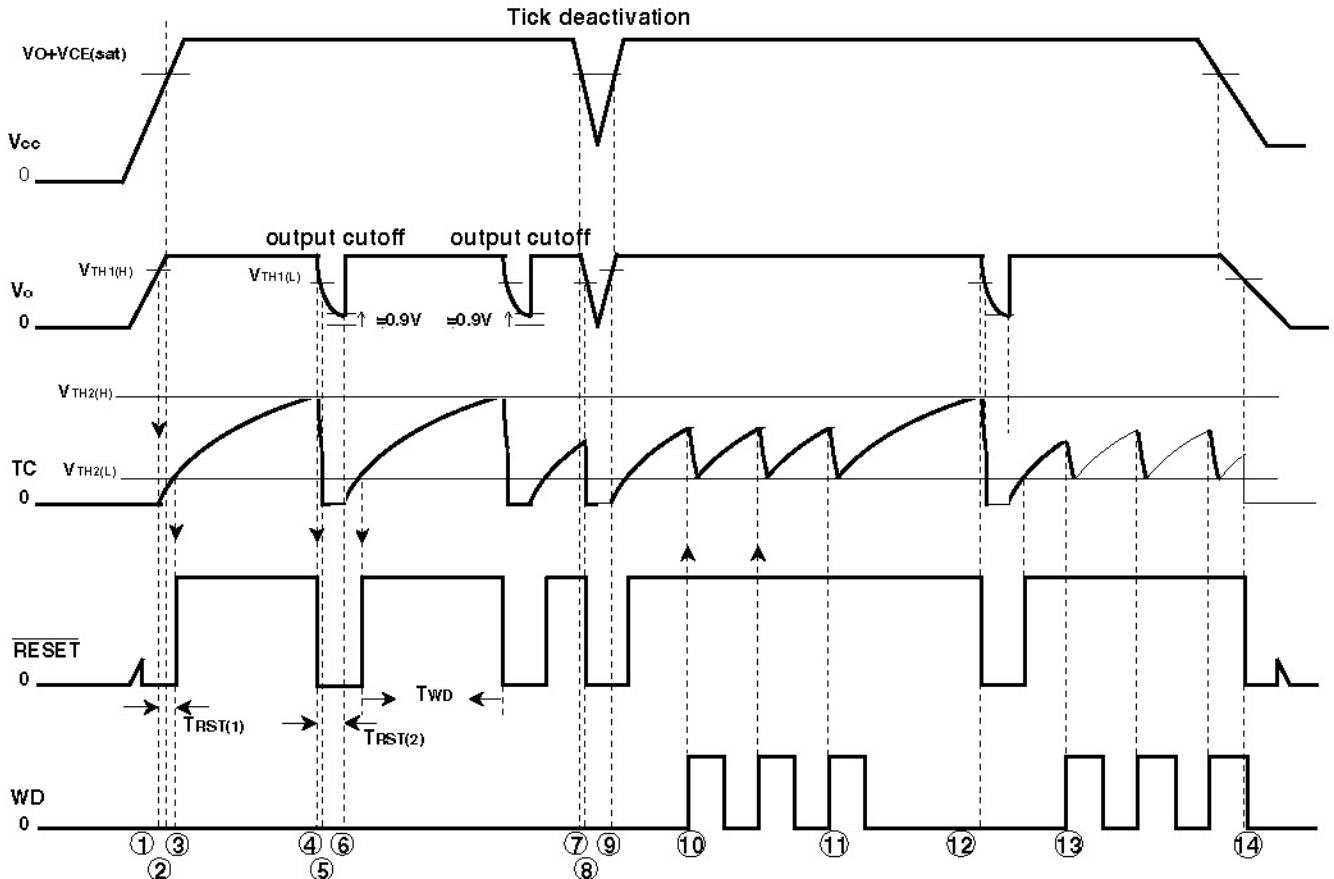 Tick deactivation
VO+VCE(sat)
Vcc
0
output cutoff output cutoff
VTH1(H)
VTH1(L)
Vo
0
↑ ≒0.9V ≒0.9V ↑
VTH2(H)
TC
VTH2(L)
0
RESET
0
TWD
TRST(1)
TRST(2)
WD
0
① ③ ④ ⑥ ⑦ ⑨ ⑩ ⑪ ⑫ ⑬ ⑭
② ⑤ ⑧